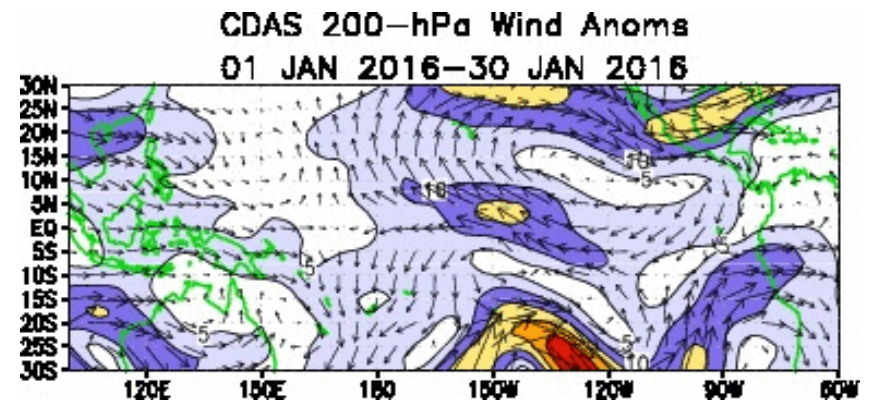 CDAS 200-hPa Wind Anoms
01 JAN 2016-30 JAN 2016
30N
25N
20N
15N
10N
5N
EQ
5S
10S
15S
20S
25S
30S
10
5
10
5
5
5
5
10
120E
150E
180
150W
120W
90W
60W